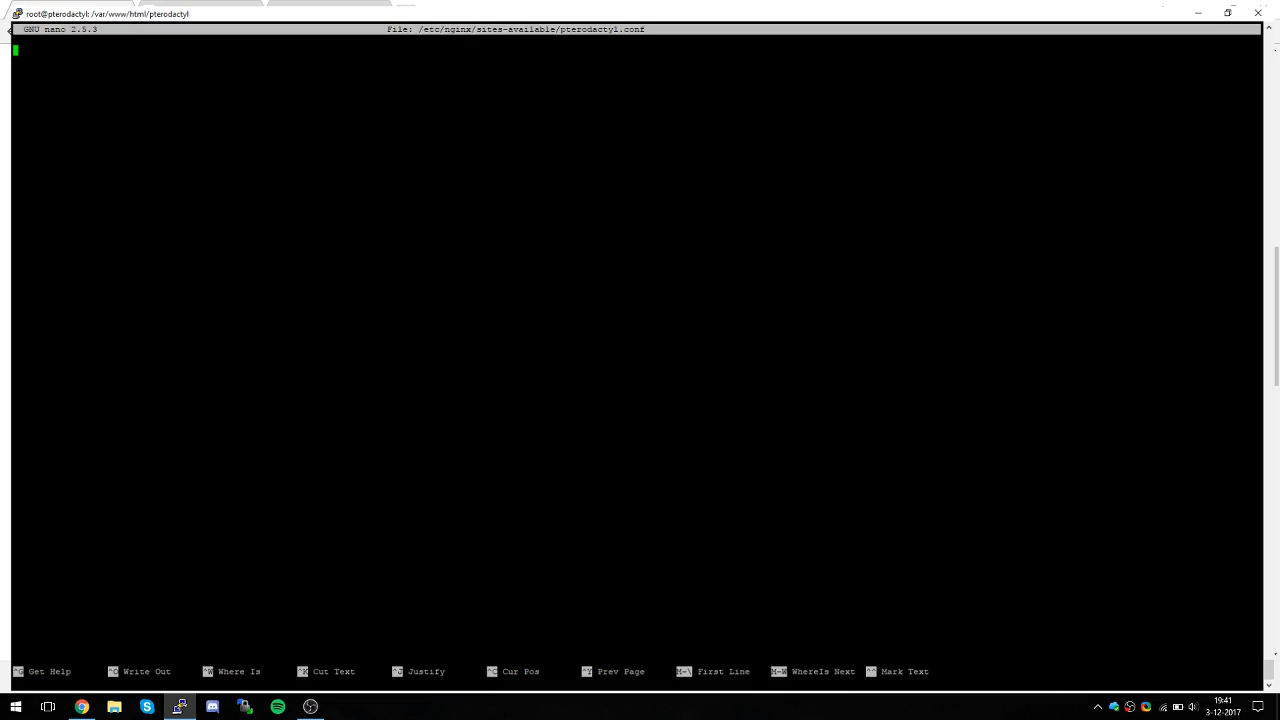 root@pterodactyl: /var/www/html/pterodactyl
GNU nano 2.5.3 File: /etc/nginx/sites-available/pterodactyl.conf
^G Get Help ^O Write Out ^W Where Is ^K Cut Text ^J Justify ^C Cur Pos ^Y Prev Page M-\ First Line M-W WhereIs Next ^^ Mark Text
19:41
3-12-2017